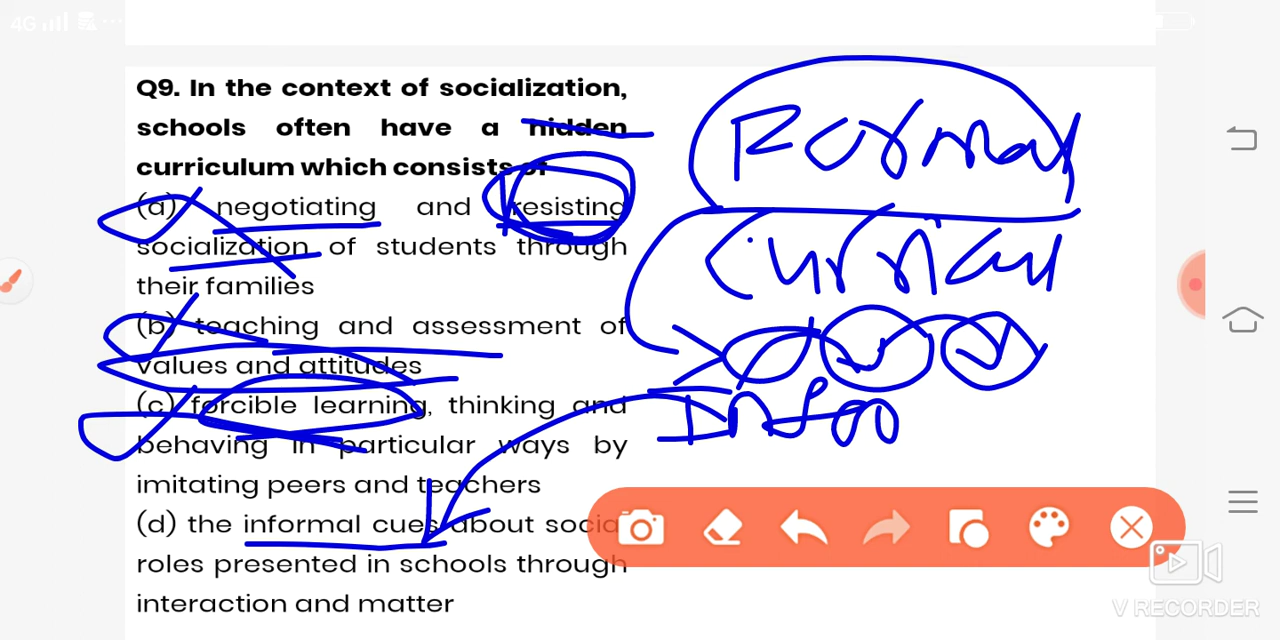 4G
Q9. In the context of socialization,
schools often have a hidden
curriculum which consists of
(a) negotiating and resisting
socialization of students through
their families
(b) teaching and assessment of
values and attitudes
(c) forcible learning, thinking and
behaving in particular ways by
imitating peers and teachers
(d) the informal cues about social
roles presented in schools through
interaction and matter
Formal
V RECORDER